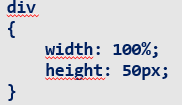 div
{
width: 100%;
height: 50px;
}